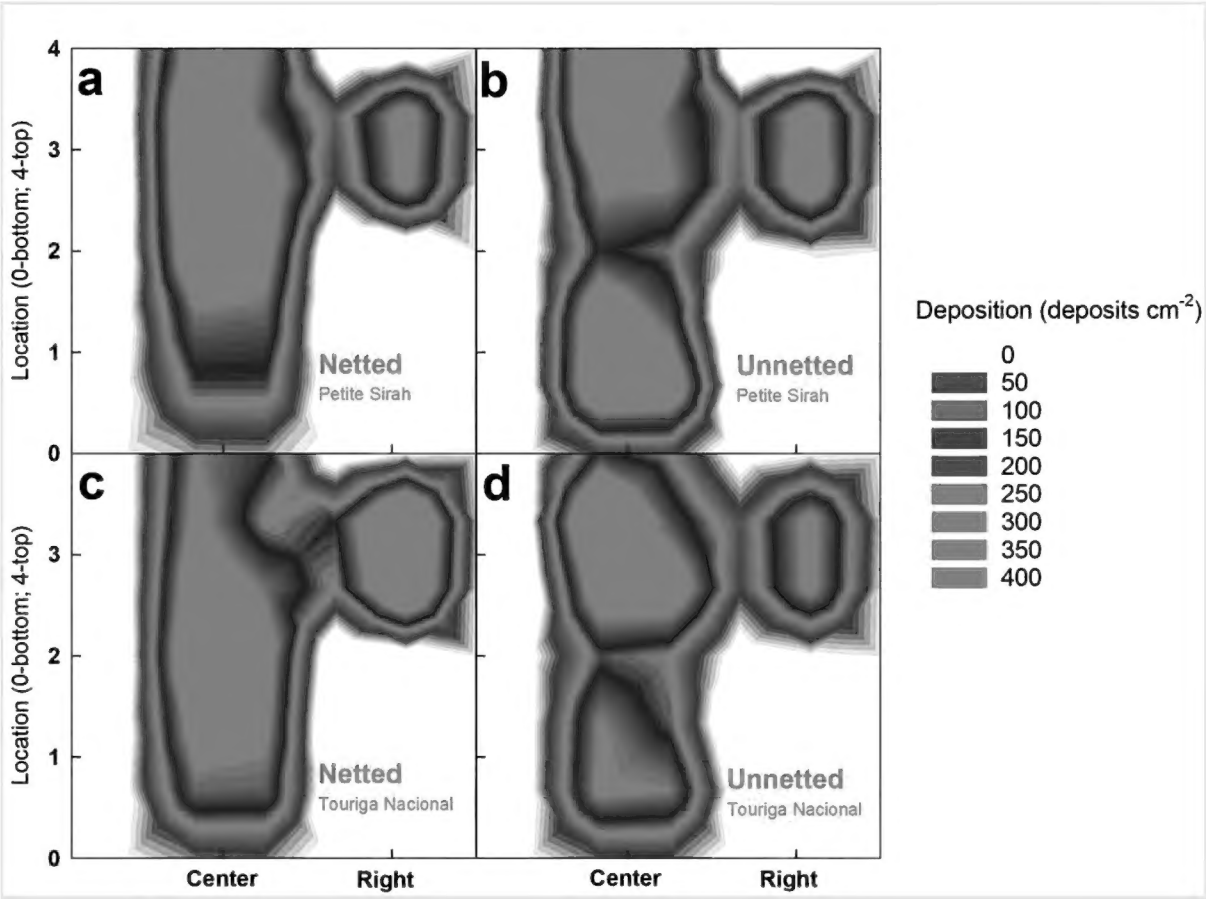 a
b
Location (0-bottom; 4-top)
4
3
2
1
0
Netted
Petite Sirah
Unnetted
Petite Sirah
c
d
Location (0-bottom; 4-top)
3
2
1
0
Netted
Touriga Nacional
Unnetted
Touriga Nacional
Center
Right
Center
Right
Deposition (deposits cm⁻²)
0
50
100
150
200
250
300
350
400